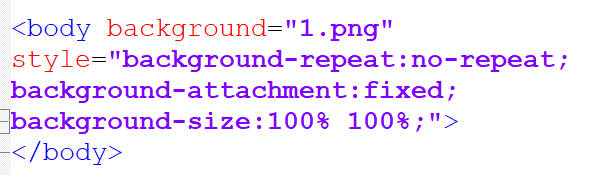 <body background="1.png"
style="background-repeat:no-repeat;
background-attachment:fixed;
background-size:100% 100%;">
</body>